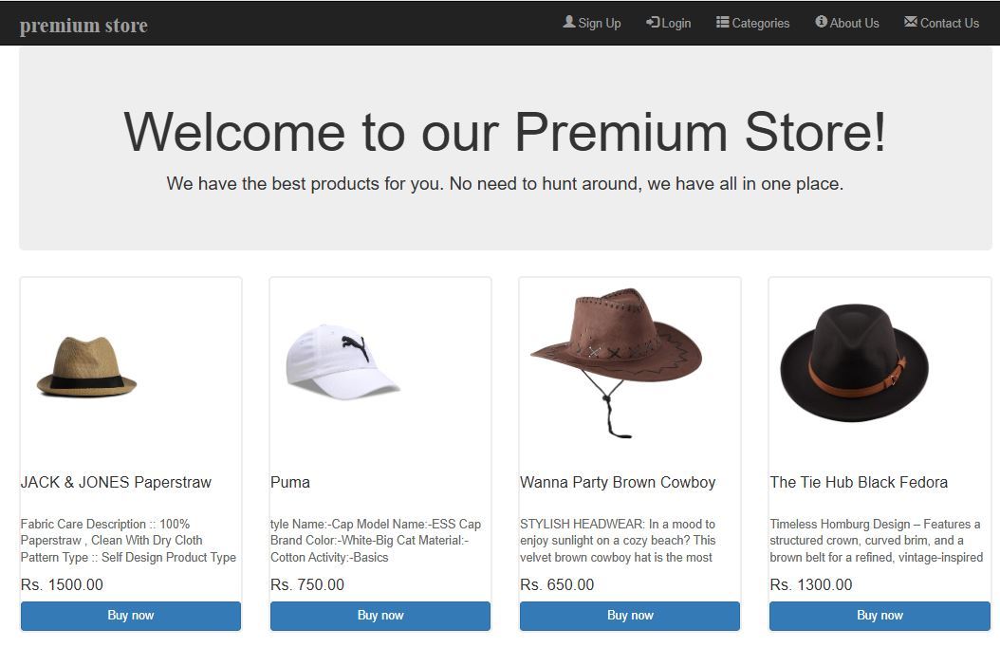 premium store
Sign Up
Login
Categories
About Us
Contact Us
Welcome to our Premium Store!
We have the best products for you. No need to hunt around, we have all in one place.
JACK & JONES Paperstraw
Fabric Care Description :: 100%
Paperstraw , Clean With Dry Cloth
Pattern Type :: Self Design Product Type
Rs. 1500.00
Buy now
Puma
tyle Name:-Cap Model Name:-ESS Cap
Brand Color:-White-Big Cat Material:-
Cotton Activity:-Basics
Rs. 750.00
Buy now
Wanna Party Brown Cowboy
STYLISH HEADWEAR: In a mood to
enjoy sunlight on a cozy beach? This
velvet brown cowboy hat is the most
Rs. 650.00
Buy now
The Tie Hub Black Fedora
Timeless Homburg Design – Features a
structured crown, curved brim, and a
brown belt for a refined, vintage-inspired
Rs. 1300.00
Buy now